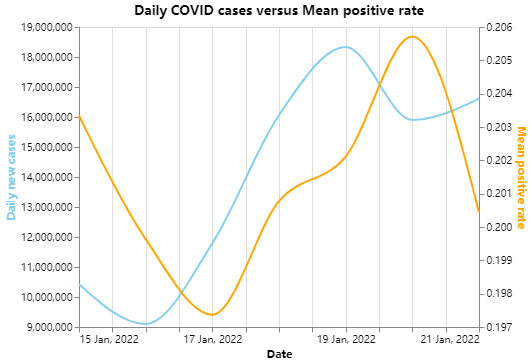 Daily COVID cases versus Mean positive rate
19,000,000
18,000,000
17,000,000
16,000,000
15,000,000
14,000,000
13,000,000
12,000,000
11,000,000
10,000,000
9,000,000
Daily new cases
0.206
0.205
0.204
0.203
0.202
0.201
0.200
0.199
0.198
0.197
Mean positive rate
15 Jan, 2022
17 Jan, 2022
19 Jan, 2022
21 Jan, 2022
Date